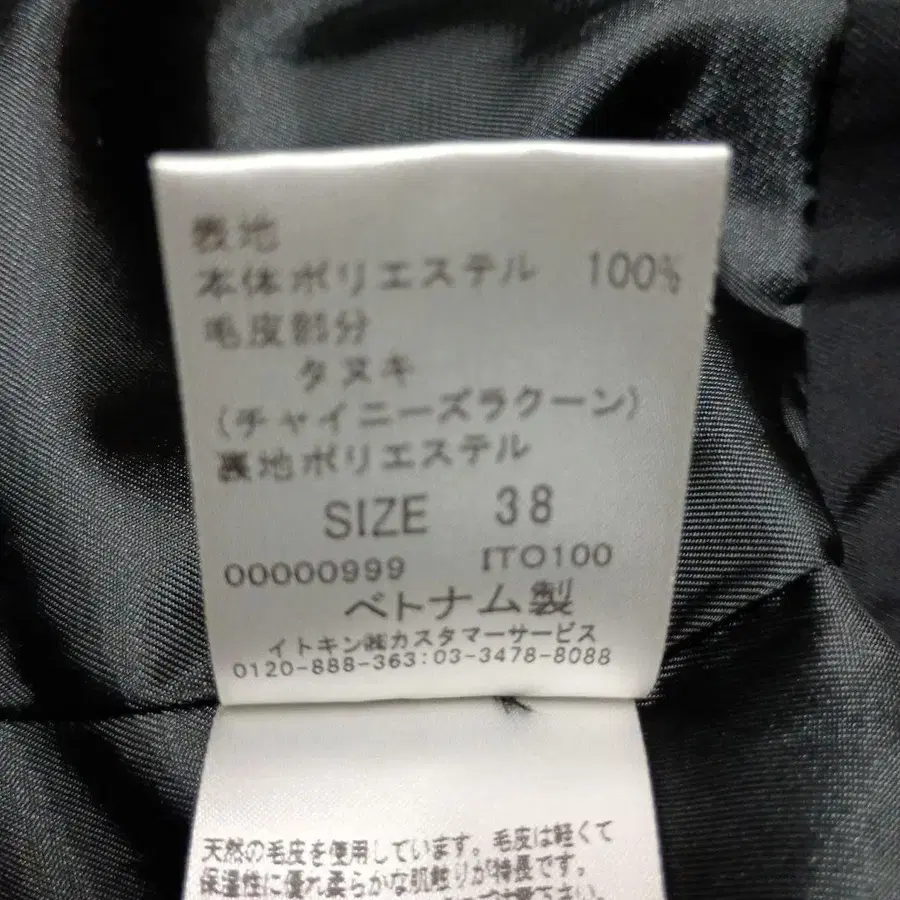 表地
本体ポリエステル 100%
毛皮部分
タヌキ
(チャイニーズラクーン)
裏地ポリエステル
SIZE 38
00000999 ITO100
ベトナム製
イトキン㈱カスタマーサービス
0120-888-363:03-3478-8088
天然の毛皮を使用しています。毛皮は軽くて
保湿性に優れ柔らかな肌触りが特長です。
下さい。